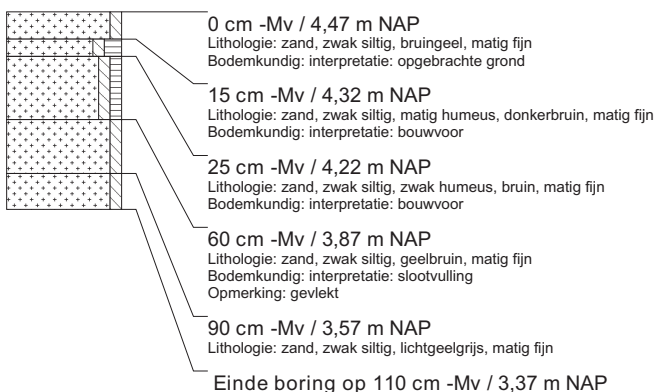 0 cm -Mv / 4,47 m NAP
Lithologie: zand, zwak siltig, bruingeel, matig fijn
Bodemkundig: interpretatie: opgebrachte grond
15 cm -Mv / 4,32 m NAP
Lithologie: zand, zwak siltig, matig humeus, donkerbruin, matig fijn
Bodemkundig: interpretatie: bouwvoor
25 cm -Mv / 4,22 m NAP
Lithologie: zand, zwak siltig, zwak humeus, bruin, matig fijn
Bodemkundig: interpretatie: bouwvoor
60 cm -Mv / 3,87 m NAP
Lithologie: zand, zwak siltig, geelbruin, matig fijn
Bodemkundig: interpretatie: slootvulling
Opmerking: gevlekt
90 cm -Mv / 3,57 m NAP
Lithologie: zand, zwak siltig, lichtgeelgrijs, matig fijn
Einde boring op 110 cm -Mv / 3,37 m NAP